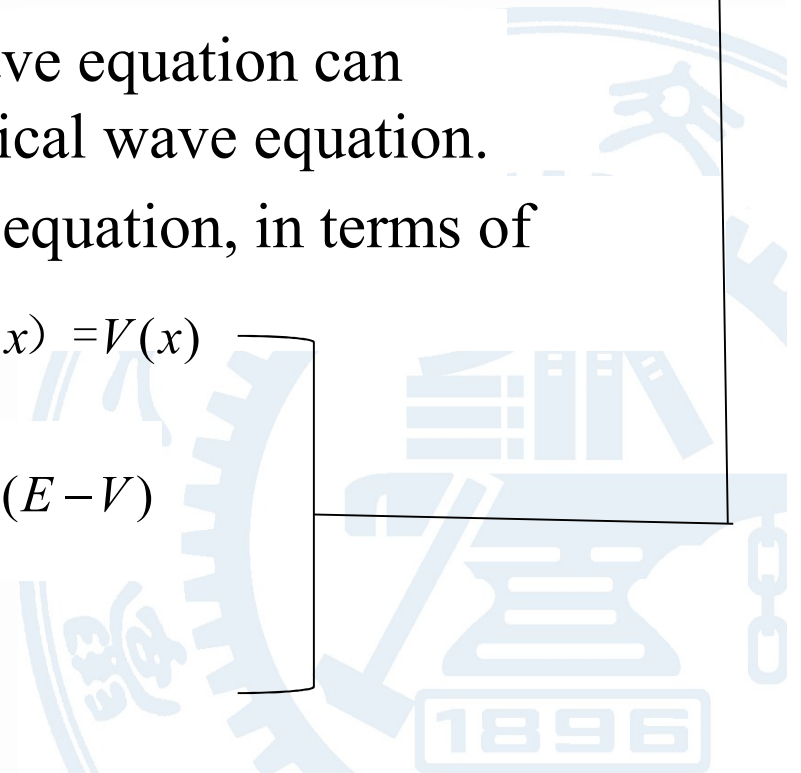 ve equation can
ical wave equation.
equation, in terms of
x) =V(x)
(E−V)
1896